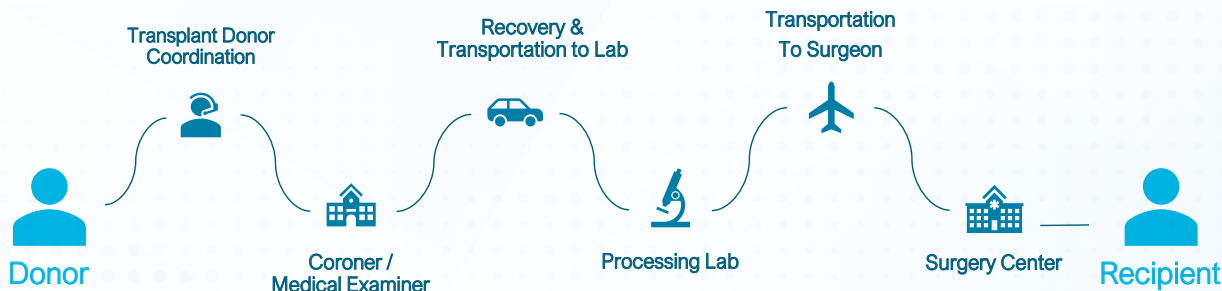 Donor
Transplant Donor
Coordination
Coroner /
Medical Examiner
Recovery &
Transportation to Lab
Processing Lab
Transportation
To Surgeon
Surgery Center
Recipient